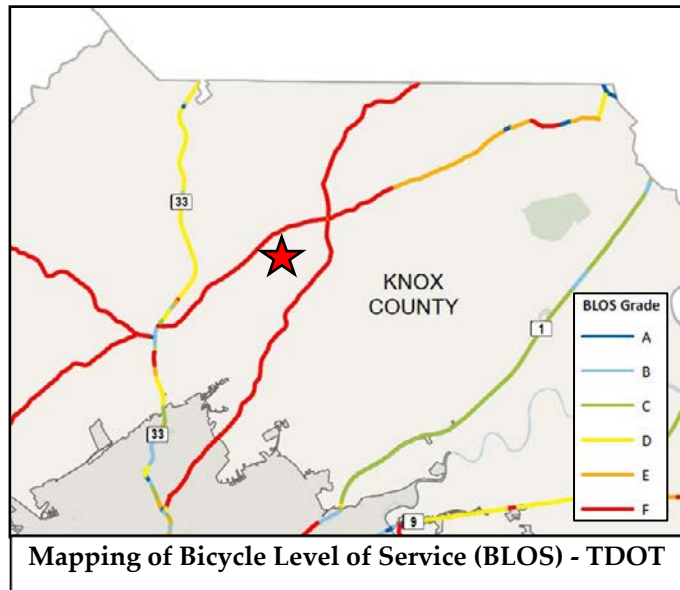 33
KNOX
COUNTY
1
33
9
BLOS Grade
A
B
C
D
E
F
Mapping of Bicycle Level of Service (BLOS) - TDOT